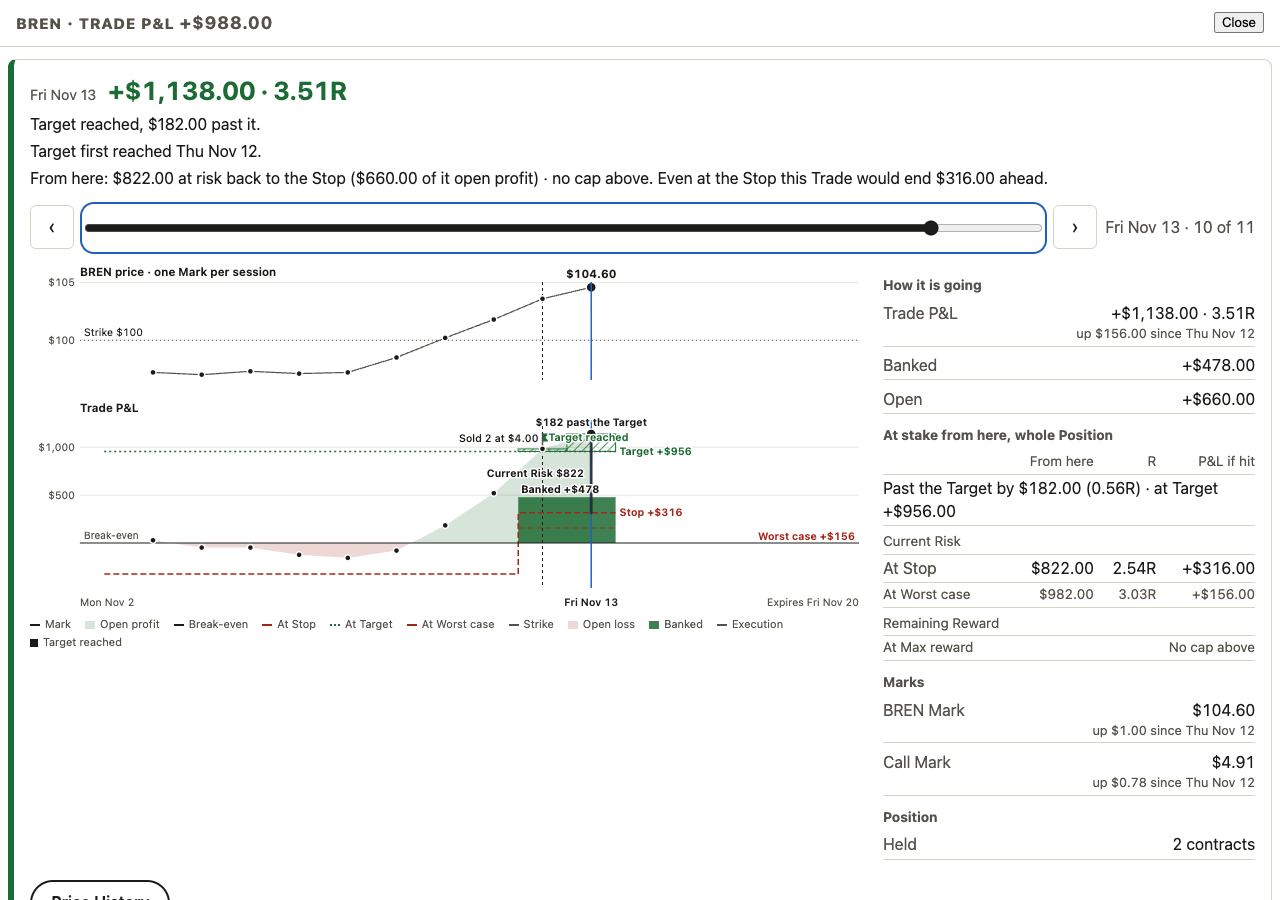 BREN · TRADE P&L +$988.00
Close
Fri Nov 13 +$1,138.00 · 3.51R
Target reached, $182.00 past it.
Target first reached Thu Nov 12.
From here: $822.00 at risk back to the Stop ($660.00 of it open profit) · no cap above. Even at the Stop this Trade would end $316.00 ahead.
‹
›
Fri Nov 13 · 10 of 11
BREN price · one Mark per session
$104.60
$105
Strike $100
$100
Trade P&L
$182 past the Target
Sold 2 at $4.00
Target reached
$1,000
Target +$956
Current Risk $822
Banked +$478
$500
Stop +$316
Break-even
Worst case +$156
Mon Nov 2
Fri Nov 13
Expires Fri Nov 20
Mark
Open profit
Break-even
At Stop
At Target
At Worst case
Strike
Open loss
Banked
Execution
Target reached
How it is going
Trade P&L +$1,138.00 · 3.51R
up $156.00 since Thu Nov 12
Banked +$478.00
Open +$660.00
At stake from here, whole Position
From here R P&L if hit
Past the Target by $182.00 (0.56R) · at Target
+$956.00
Current Risk
At Stop $822.00 2.54R +$316.00
At Worst case $982.00 3.03R +$156.00
Remaining Reward
At Max reward No cap above
Marks
BREN Mark $104.60
up $1.00 since Thu Nov 12
Call Mark $4.91
up $0.78 since Thu Nov 12
Position
Held 2 contracts
Price History